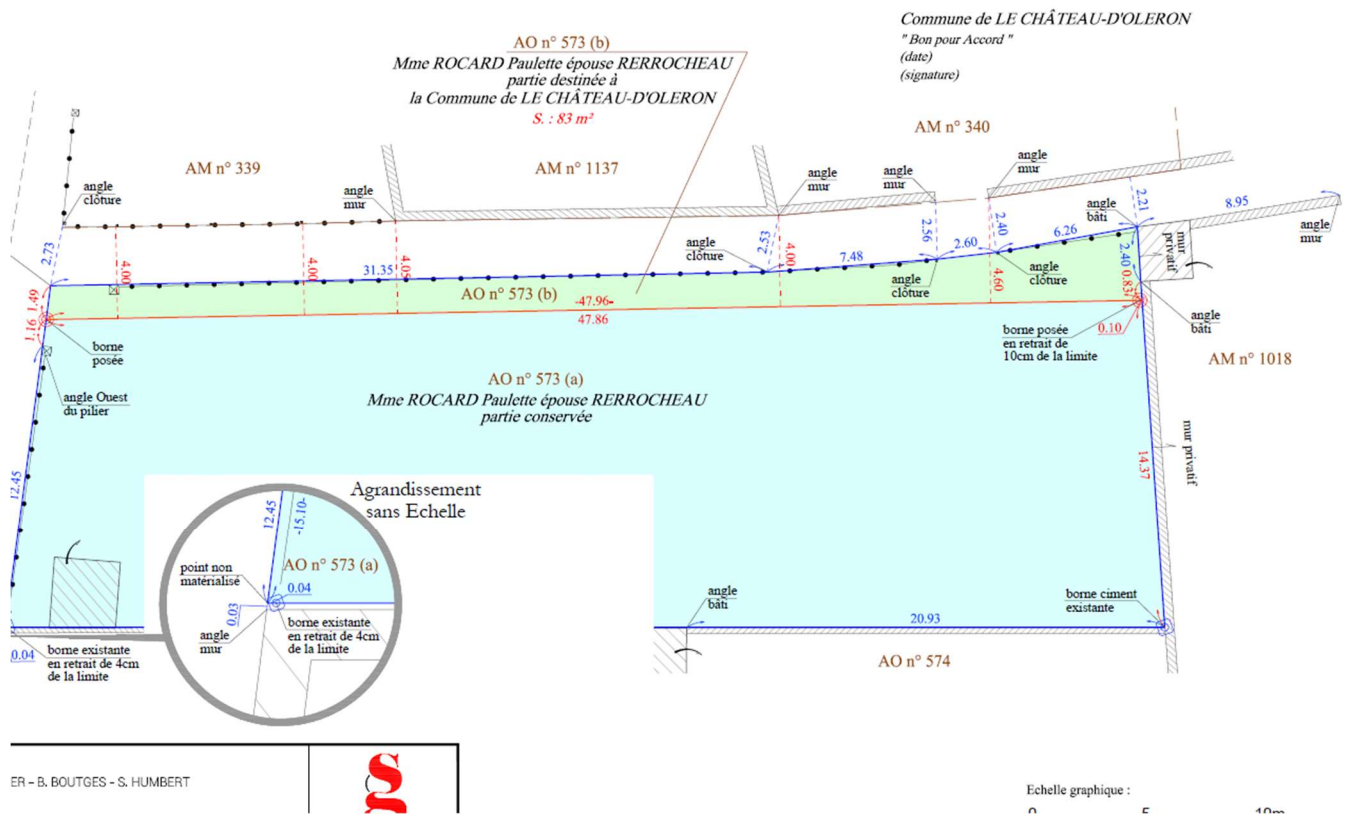 Commune de LE CHÂTEAU-D'OLERON
" Bon pour Accord "
(date)
(signature)
AO n° 573 (b)
Mme ROCARD Paulette épouse RERROCHEAU
partie destinée à
la Commune de LE CHÂTEAU-D'OLERON
S. : 83 m²
AM n° 339
AM n° 1137
AM n° 340
angle
clôture
angle
mur
angle
mur
angle
mur
angle
mur
angle
bâti
2.21
8.95
angle
mur
mur
privatif
2.73
4.00
4.00
4.05
31.35
angle
clôture
2.53
4.00
7.48
2.56
2.60
2.40
6.26
angle
clôture
angle
clôture
4.60
2.40
0.83
1.49
1.16
AO n° 573 (b)
-47.96-
47.86
borne
posée
borne posée
en retrait de
10cm de la limite
0.10
angle
bâti
AM n° 1018
angle Ouest
du pilier
AO n° 573 (a)
Mme ROCARD Paulette épouse RERROCHEAU
partie conservée
12.45
14.37
mur privatif
Agrandissement
sans Echelle
12.45
-15.10-
AO n° 573 (a)
point non
matérialisé
0.04
0.03
angle
mur
borne existante
en retrait de 4cm
de la limite
0.04
borne existante
en retrait de 4cm
de la limite
angle
bâti
20.93
borne ciment
existante
AO n° 574
ER – B. BOUTGES - S. HUMBERT
Echelle graphique :
0 5 10m